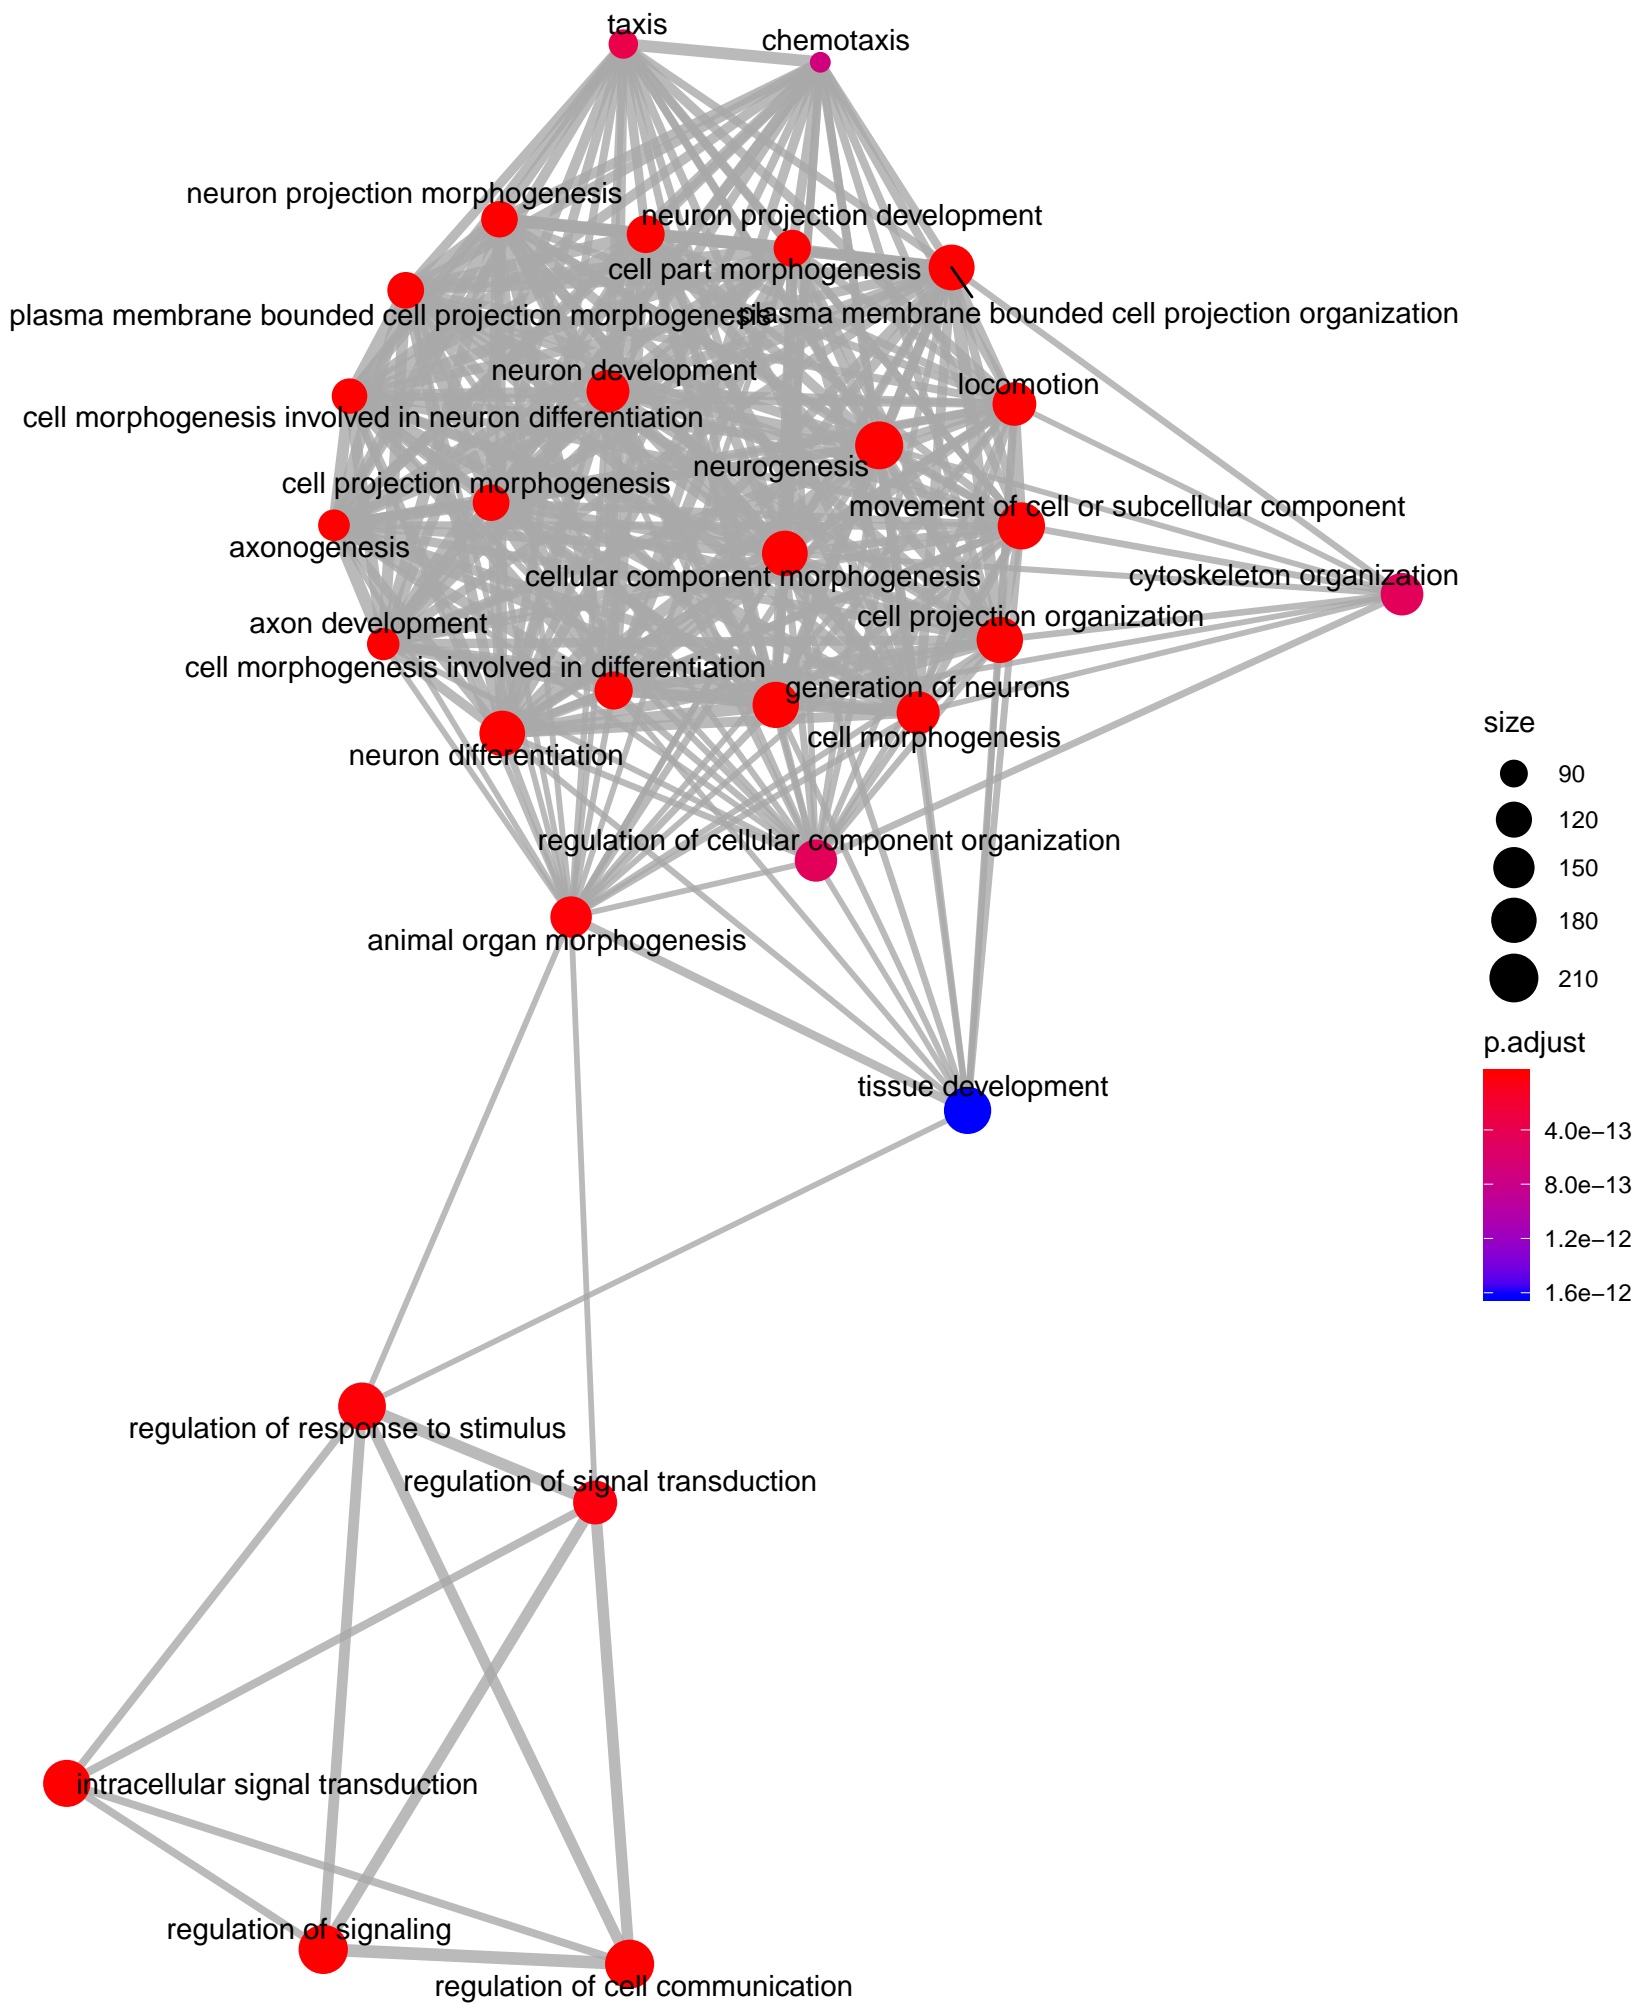 taxis
chemotaxis
neuron projection morphogenesis
neuron projection development
cell part morphogenesis
plasma membrane bounded cell projection morphogenesis
plasma membrane bounded cell projection organization
neuron development
locomotion
cell morphogenesis involved in neuron differentiation
neurogenesis
cell projection morphogenesis
movement of cell or subcellular component
axonogenesis
cellular component morphogenesis
cytoskeleton organization
cell projection organization
axon development
cell morphogenesis involved in differentiation
generation of neurons
cell morphogenesis
neuron differentiation
regulation of cellular component organization
animal organ morphogenesis
tissue development
regulation of response to stimulus
regulation of signal transduction
intracellular signal transduction
regulation of signaling
regulation of cell communication
size
90
120
150
180
210
p.adjust
4.0e−13
8.0e−13
1.2e−12
1.6e−12